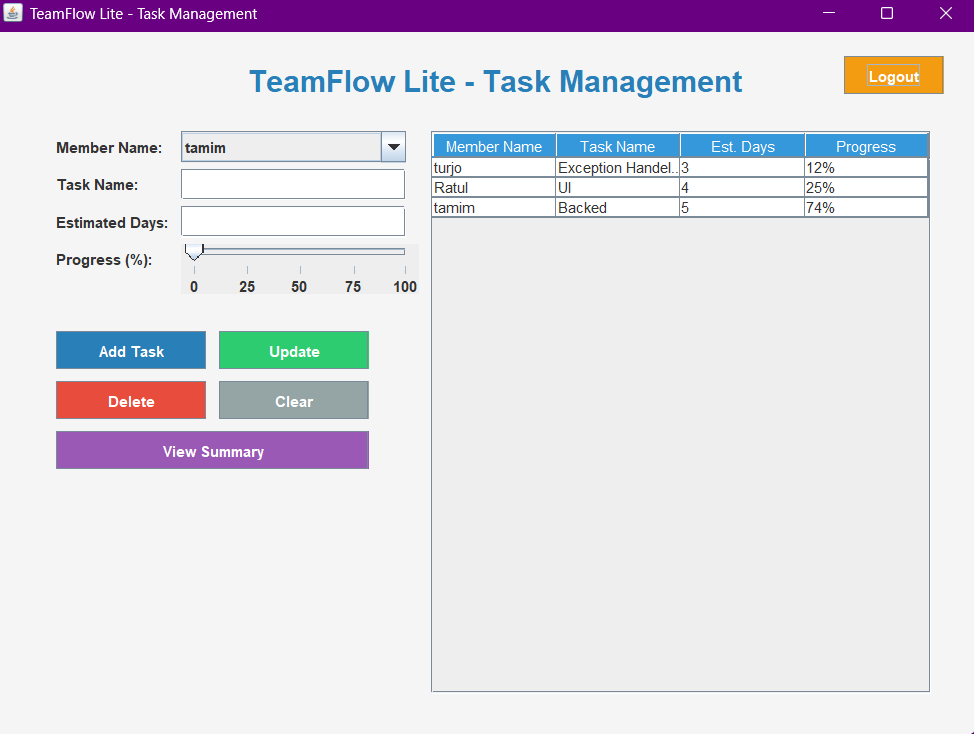 TeamFlow Lite - Task Management
TeamFlow Lite - Task Management
Logout
Member Name: tamim
Task Name:
Estimated Days:
Progress (%):
0 25 50 75 100
Add Task Update
Delete Clear
View Summary
Member Name Task Name Est. Days Progress
turjo Exception Handel.. 3 12%
Ratul UI 4 25%
tamim Backed 5 74%